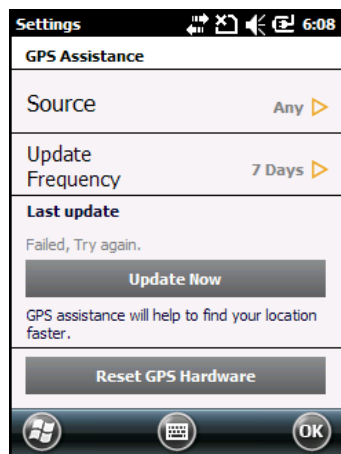 Settings 6:08
GPS Assistance
Source Any
Update
Frequency 7 Days
Last update
Failed, Try again.
Update Now
GPS assistance will help to find your location
faster.
Reset GPS Hardware
OK